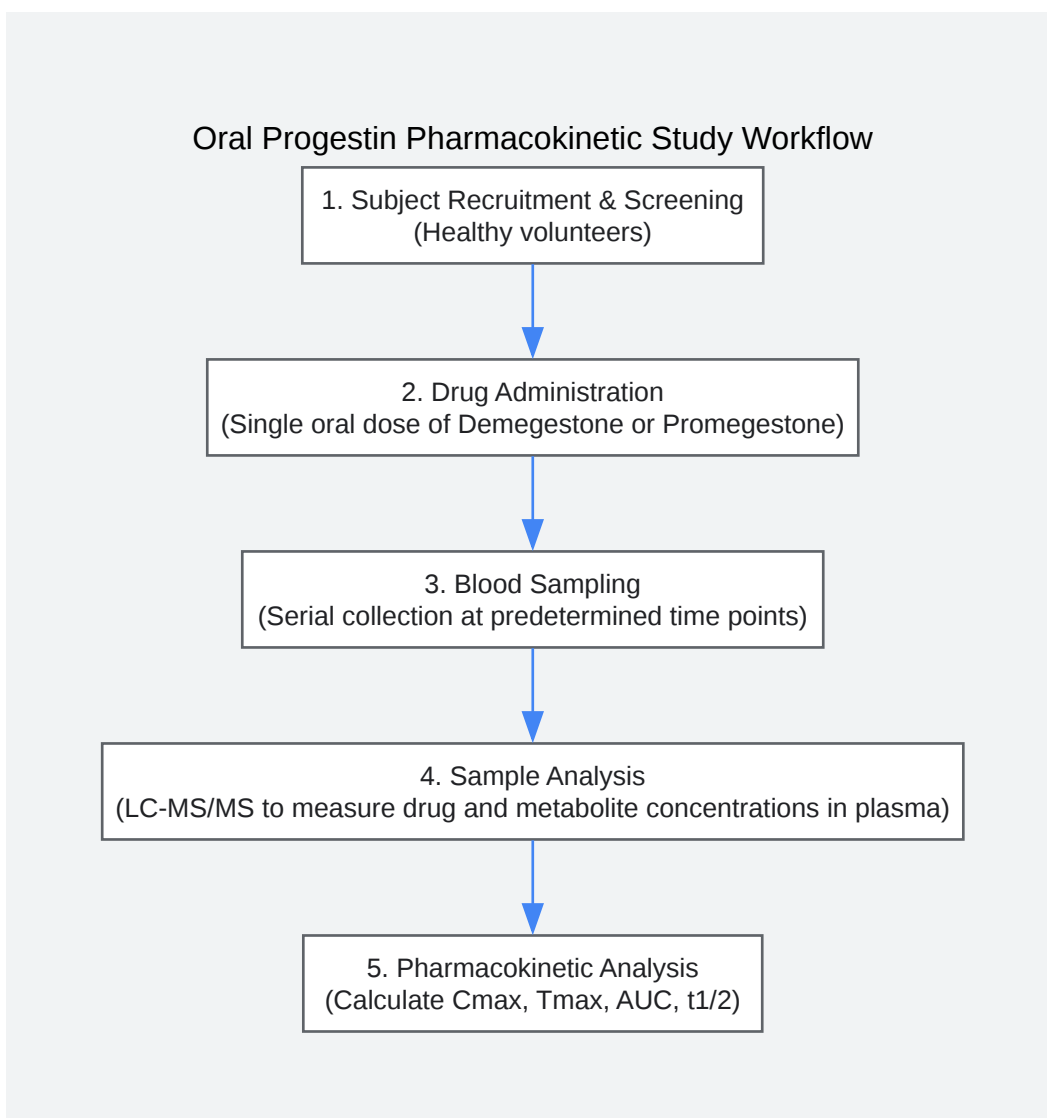 Oral Progestin Pharmacokinetic Study Workflow
1. Subject Recruitment & Screening
(Healthy volunteers)
2. Drug Administration
(Single oral dose of Demegestone or Promegestone)
3. Blood Sampling
(Serial collection at predetermined time points)
4. Sample Analysis
(LC-MS/MS to measure drug and metabolite concentrations in plasma)
5. Pharmacokinetic Analysis
(Calculate Cmax, Tmax, AUC, t1/2)